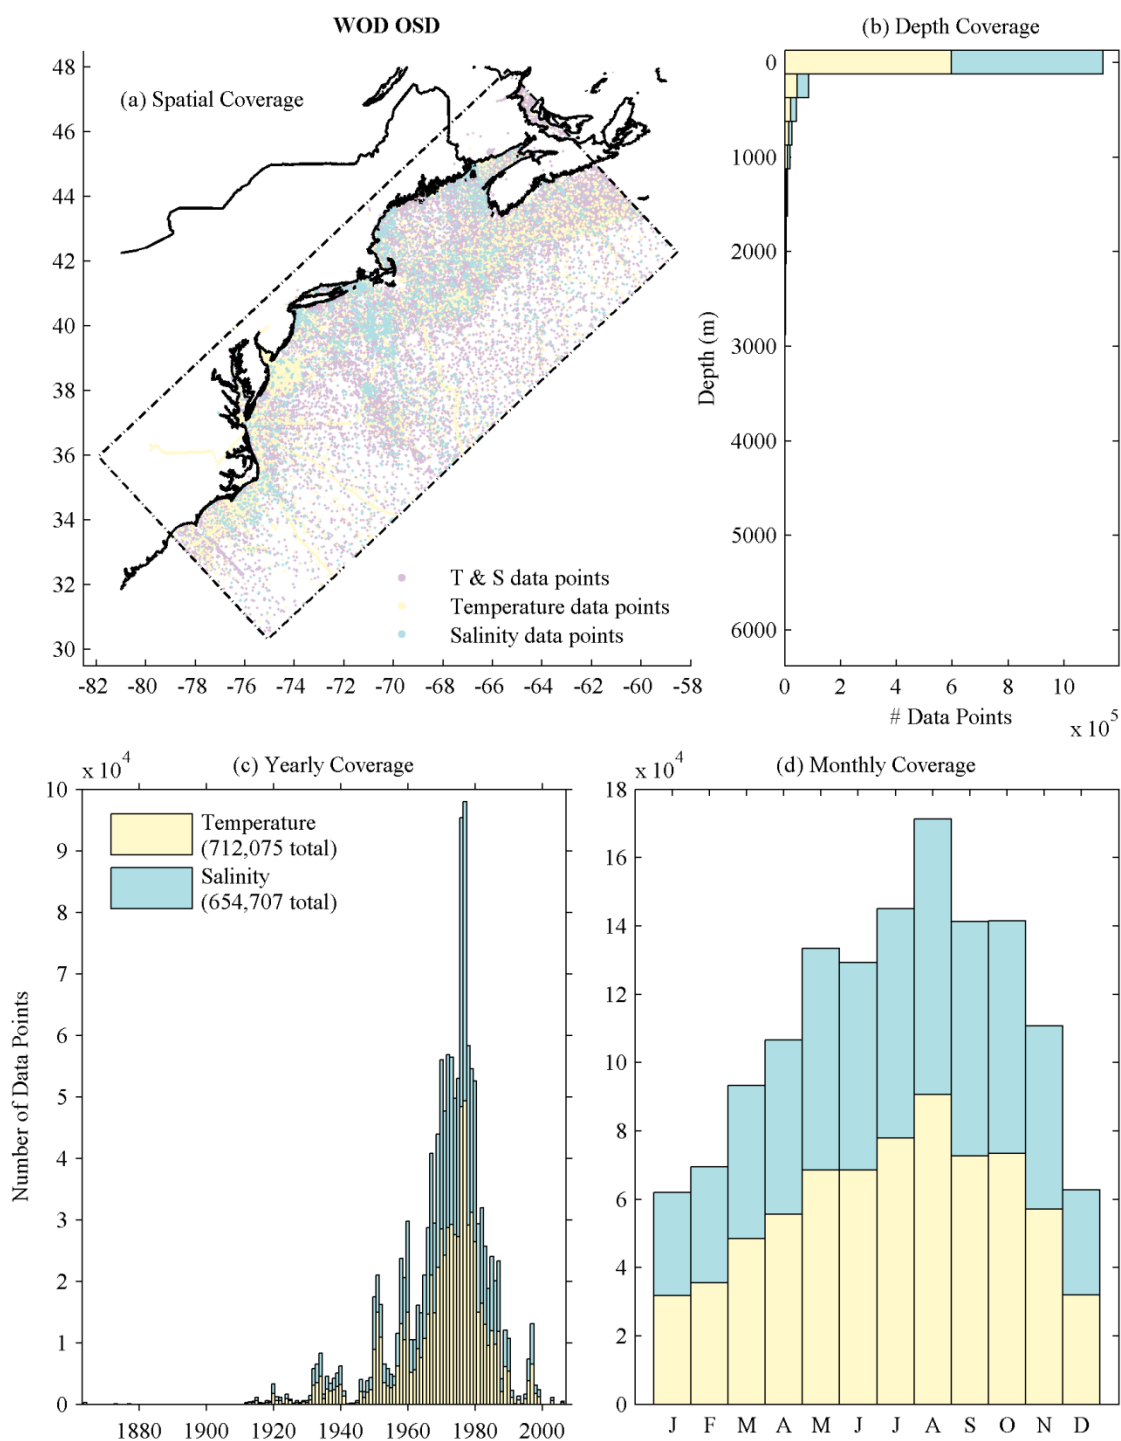 WOD OSD
(a) Spatial Coverage
48
46
44
42
40
38
36
34
32
30
-82 -80 -78 -76 -74 -72 -70 -68 -66 -64 -62 -60 -58
T & S data points
Temperature data points
Salinity data points
(b) Depth Coverage
0
1000
2000
3000
4000
5000
6000
Depth (m)
0 2 4 6 8 10
# Data Points
x 10^5
(c) Yearly Coverage
x 10^4
10
9
8
7
6
5
4
3
2
1
0
Number of Data Points
Temperature
(712,075 total)
Salinity
(654,707 total)
1880 1900 1920 1940 1960 1980 2000
(d) Monthly Coverage
x 10^4
18
16
14
12
10
8
6
4
2
0
J F M A M J J A S O N D